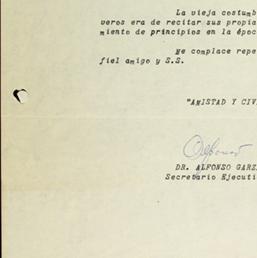 La vieja costumb
veros era de recitar sus propia
miento de principios en la époc
Me complace repe
fiel amigo y S.S.
"AMISTAD Y CIV
Alfonso
DR. ALFONSO GARZ
Secretario Ejecuti